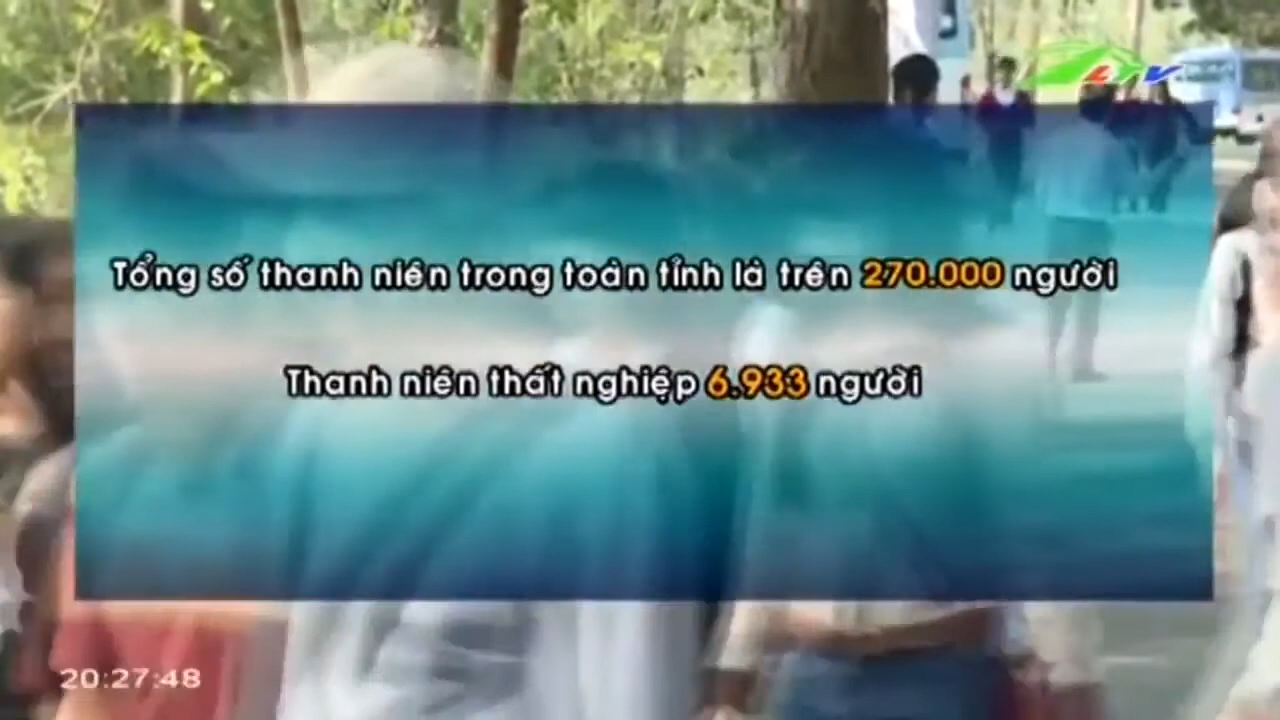 LTV
Tổng số thanh niên trong toàn tỉnh là trên 270.000 người
Thanh niên thất nghiệp 6.933 người
20:27:48